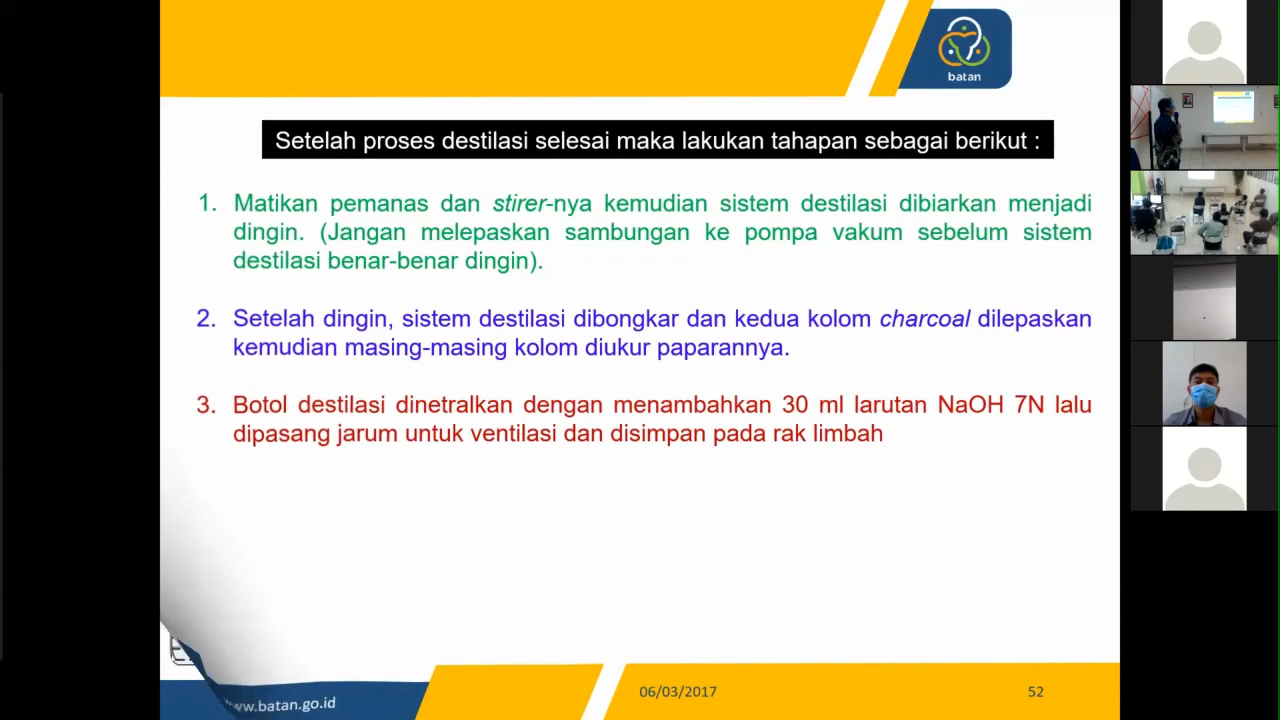 batan
Setelah proses destilasi selesai maka lakukan tahapan sebagai berikut :
1. Matikan pemanas dan stirer-nya kemudian sistem destilasi dibiarkan menjadi
dingin. (Jangan melepaskan sambungan ke pompa vakum sebelum sistem
destilasi benar-benar dingin).
2. Setelah dingin, sistem destilasi dibongkar dan kedua kolom charcoal dilepaskan
kemudian masing-masing kolom diukur paparannya.
3. Botol destilasi dinetralkan dengan menambahkan 30 ml larutan NaOH 7N lalu
dipasang jarum untuk ventilasi dan disimpan pada rak limbah
www.batan.go.id
06/03/2017
52